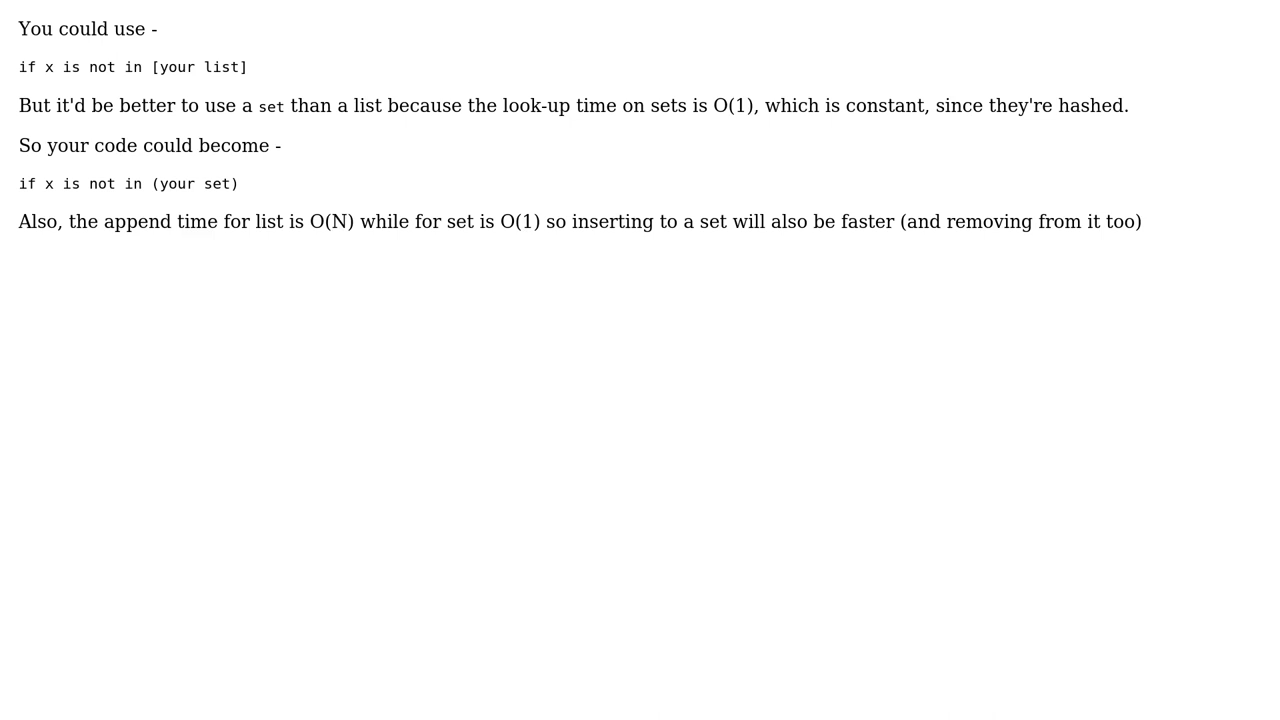 You could use -
if x is not in [your list]
But it'd be better to use a set than a list because the look-up time on sets is O(1), which is constant, since they're hashed.
So your code could become -
if x is not in (your set)
Also, the append time for list is O(N) while for set is O(1) so inserting to a set will also be faster (and removing from it too)